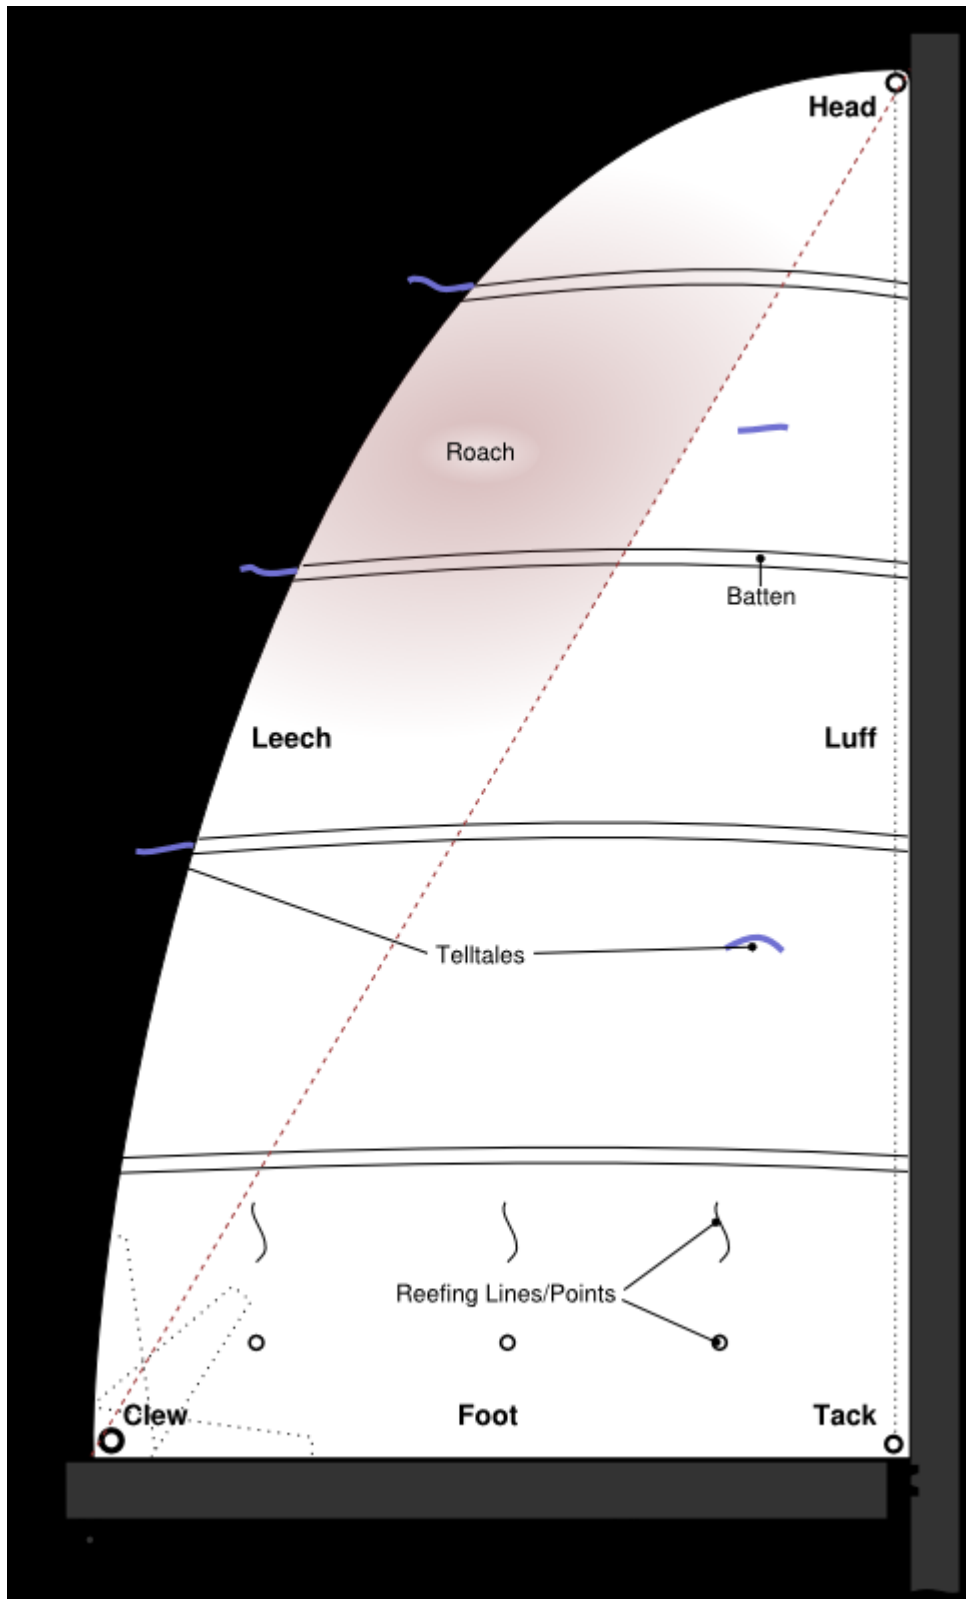 Head
Roach
Batten
Leech
Luff
Telltales
Reefing Lines/Points
Clew
Foot
Tack